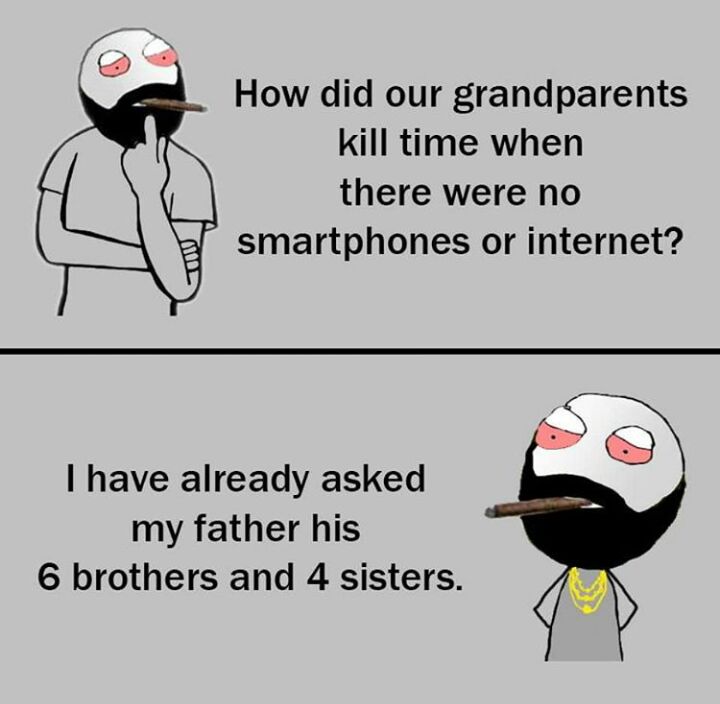 How did our grandparents
kill time when
there were no
smartphones or internet?
I have already asked
my father his
6 brothers and 4 sisters.